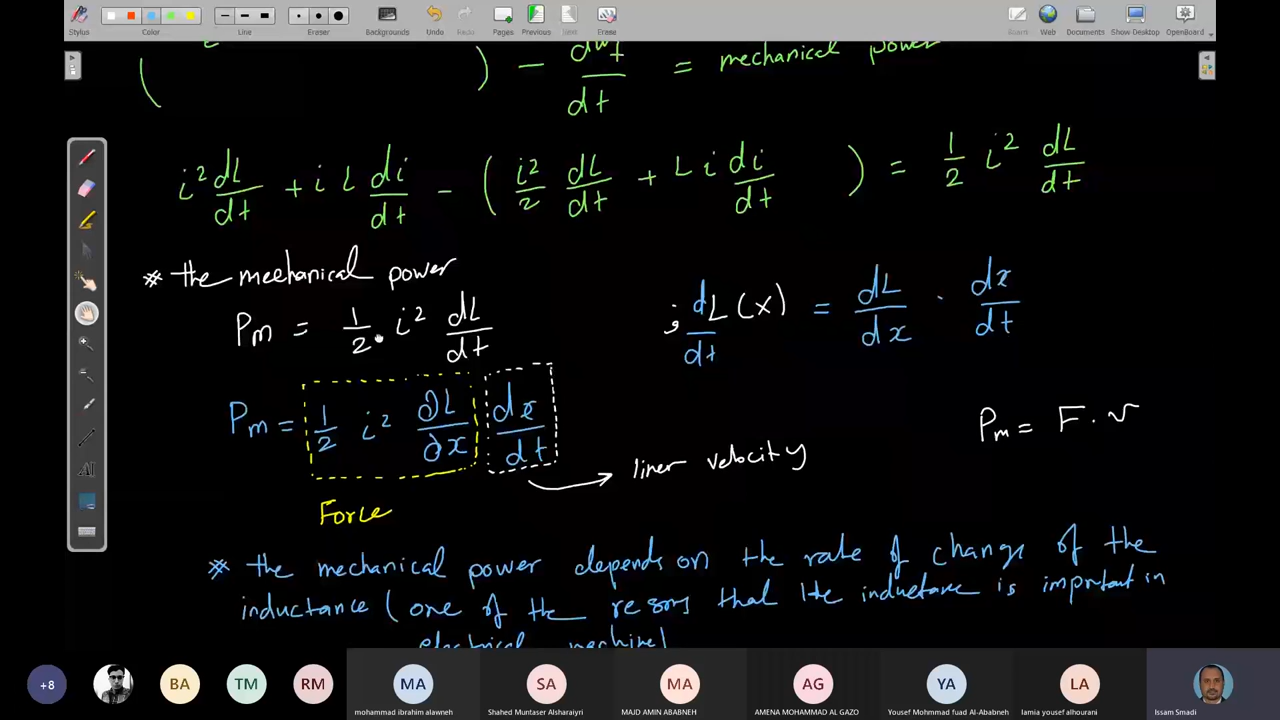 Stylus Color Line Eraser Backgrounds Undo Pages Previous Next Erase Board Web Documents Show Desktop OpenBoard
( ) - dWf/dt = mechanical power
i² dL/dt + i L di/dt - ( i²/2 dL/dt + L i di/dt ) = 1/2 i² dL/dt
* the mechanical power
Pm = 1/2 · i² dL/dt ; d/dt L(x) = dL/dx · dx/dt
Pm = 1/2 i² ∂L/∂x dx/dt Pm = F · v
liner velocity
Force
* the mechanical power depends on the rate of change of the
inductance ( one of the resons that the inductance is important in
electrical machine)
+8 BA TM RM MA SA MA AG YA LA
mohammad ibrahim alawneh Shahed Muntaser Alsharaiyri MAJD AMIN ABABNEH AMENA MOHAMMAD AL GAZO Yousef Mohmmad fuad Al-Ababneh lamia yousef alhourani Issam Smadi